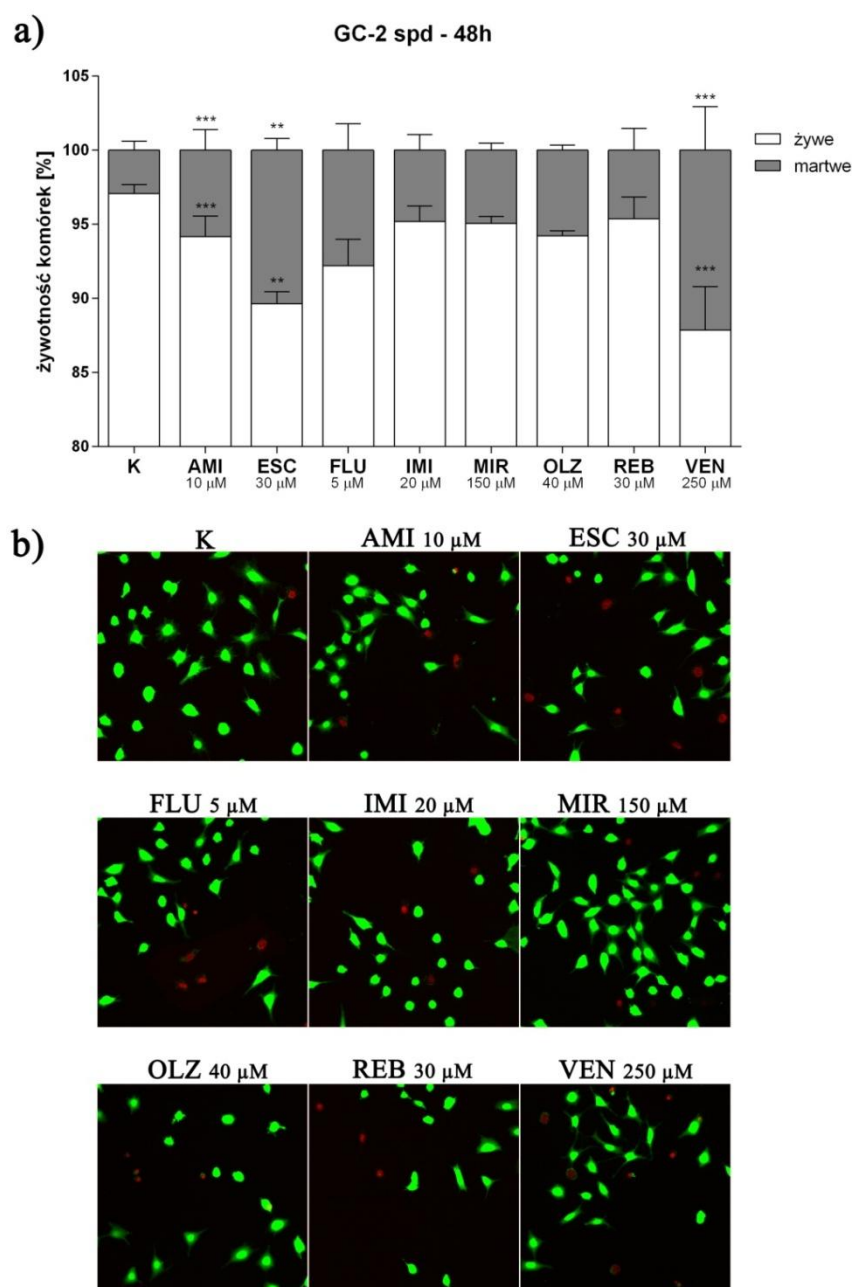 a)
GC-2 spd - 48h
żywotność komórek [%]
105
100
95
90
85
80
*** ** ***
*** ** ***
żywe
martwe
K AMI ESC FLU IMI MIR OLZ REB VEN
10 µM 30 µM 5 µM 20 µM 150 µM 40 µM 30 µM 250 µM
b)
K AMI 10 µM ESC 30 µM
FLU 5 µM IMI 20 µM MIR 150 µM
OLZ 40 µM REB 30 µM VEN 250 µM